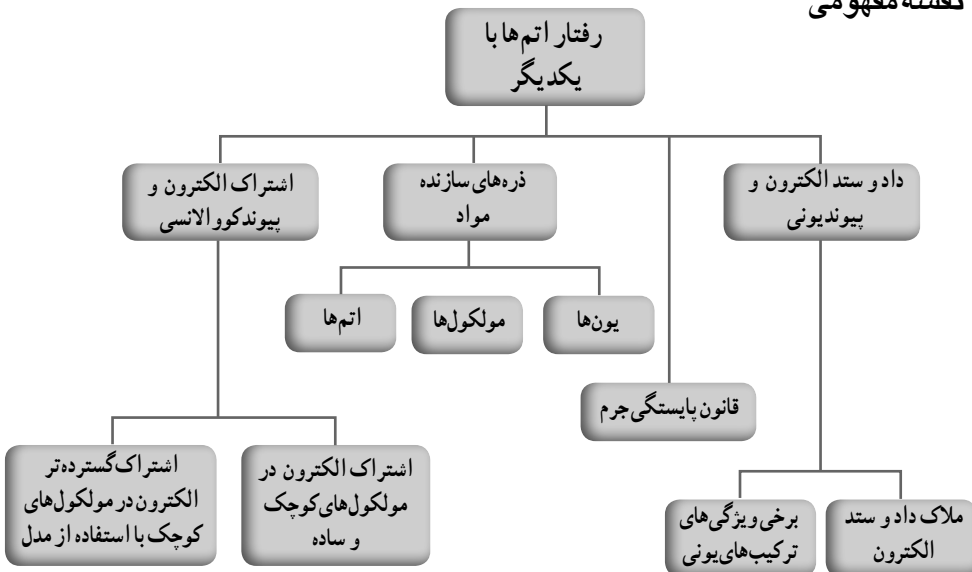 نقشه مفهومی
رفتار اتم‌ها با
یکدیگر
داد و ستد الکترون و
پیوند یونی
ذره‌های سازنده
مواد
اشتراک الکترون و
پیوند کووالانسی
یون‌ها
مولکول‌ها
اتم‌ها
قانون پایستگی جرم
ملاک داد و ستد
الکترون
برخی ویژگی‌های
ترکیب‌های یونی
اشتراک الکترون در
مولکول‌های کوچک
و ساده
اشتراک گسترده‌تر
الکترون در مولکول‌های
کوچک با استفاده از مدل